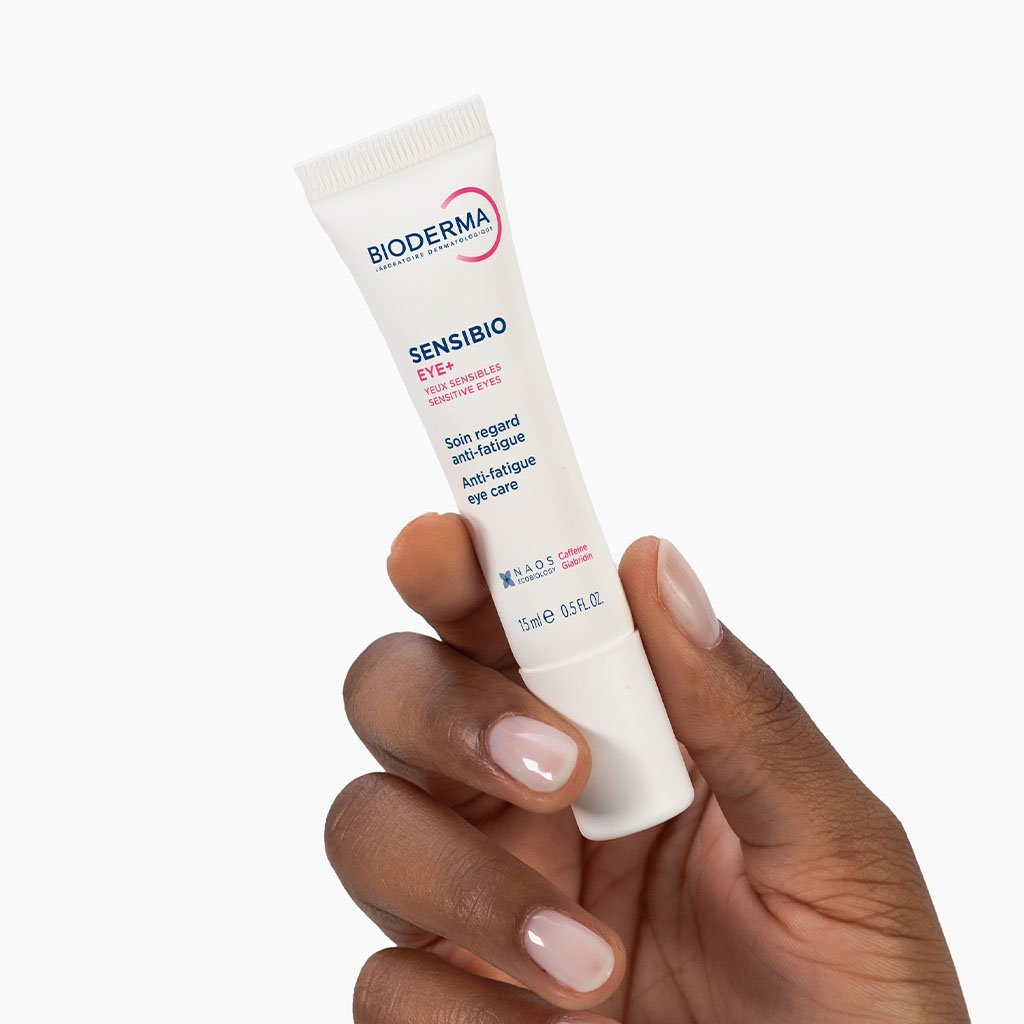 BIODERMA
LABORATOIRE DERMATOLOGIQUE
SENSIBIO
EYE+
YEUX SENSIBLES
SENSITIVE EYES
Soin regard
anti-fatigue
Anti-fatigue
eye care
NAOS
ECOBIOLOGY
Caffeine
Glabridin
15 ml e 0.5 FL.OZ.